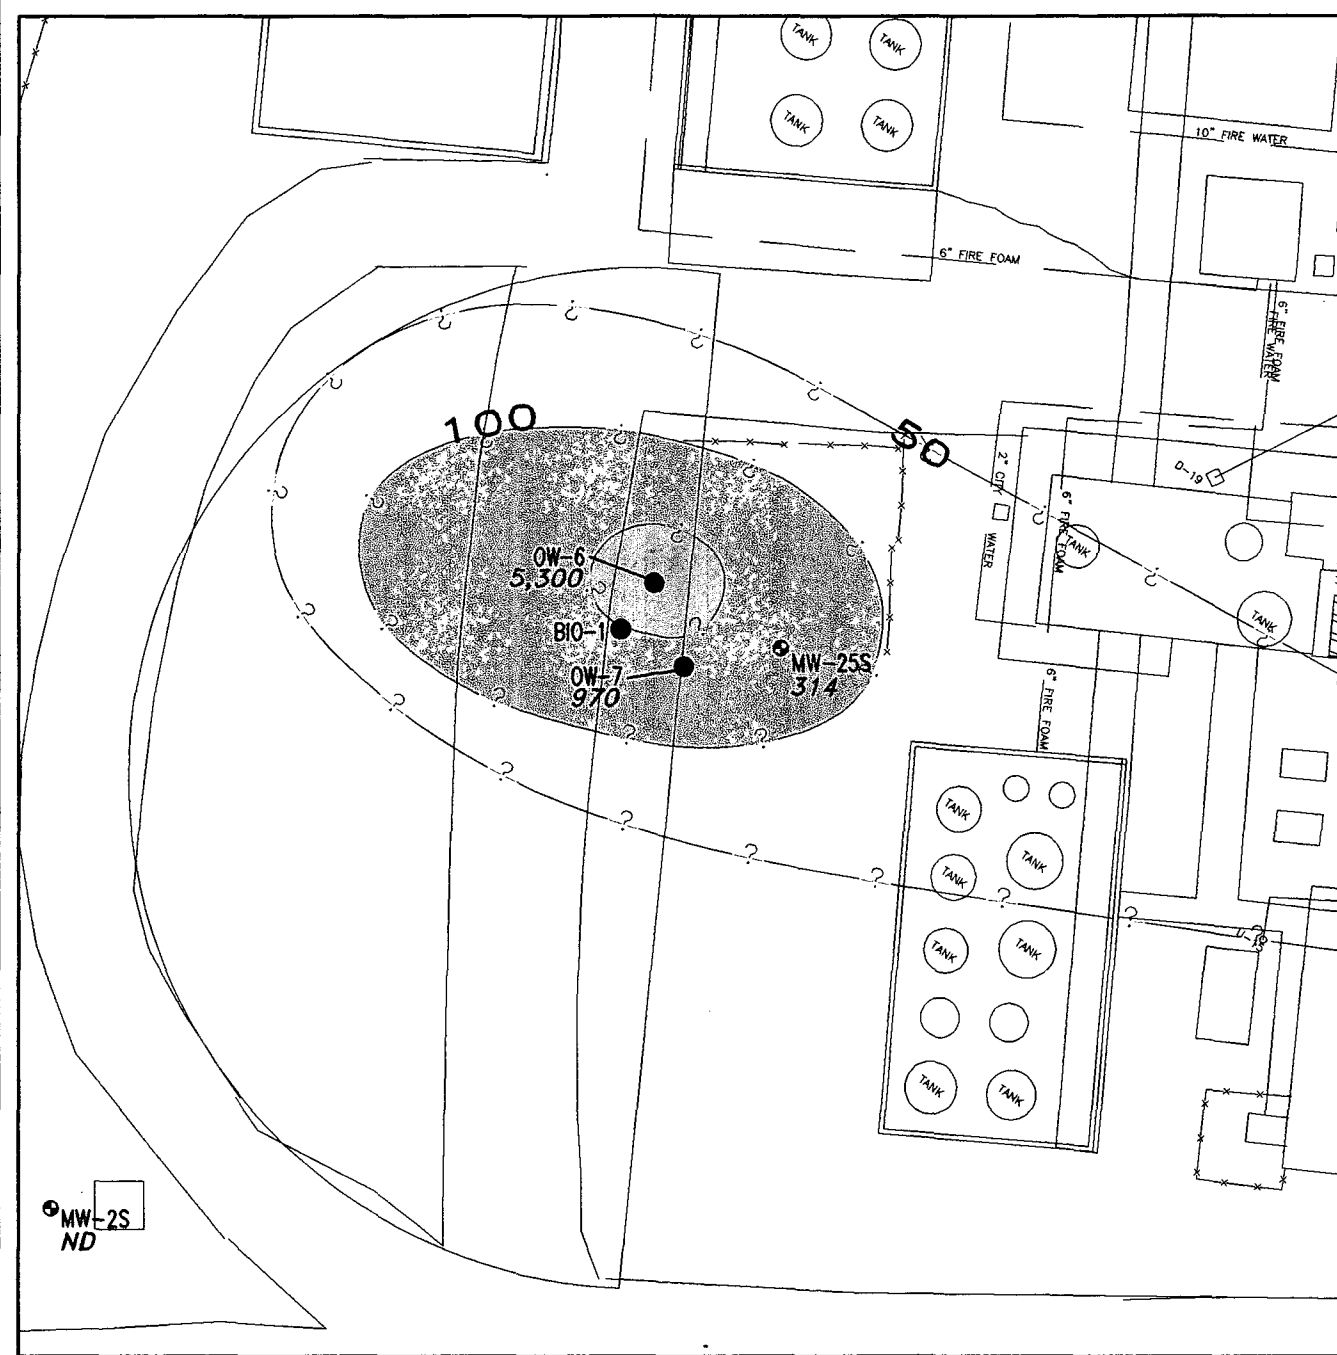 TANK
TANK
TANK
TANK
10" FIRE WATER
6" FIRE FOAM
6" FIRE FOAM
FIRE WATER
100
50
D-19
2" CITY
WATER
6" FIRE FOAM
TANK
OW-6
5,300
BIO-1
TANK
MW-25S
314
OW-7
970
6" FIRE FOAM
TANK
TANK
TANK
TANK
TANK
TANK
TANK
MW-2S
ND